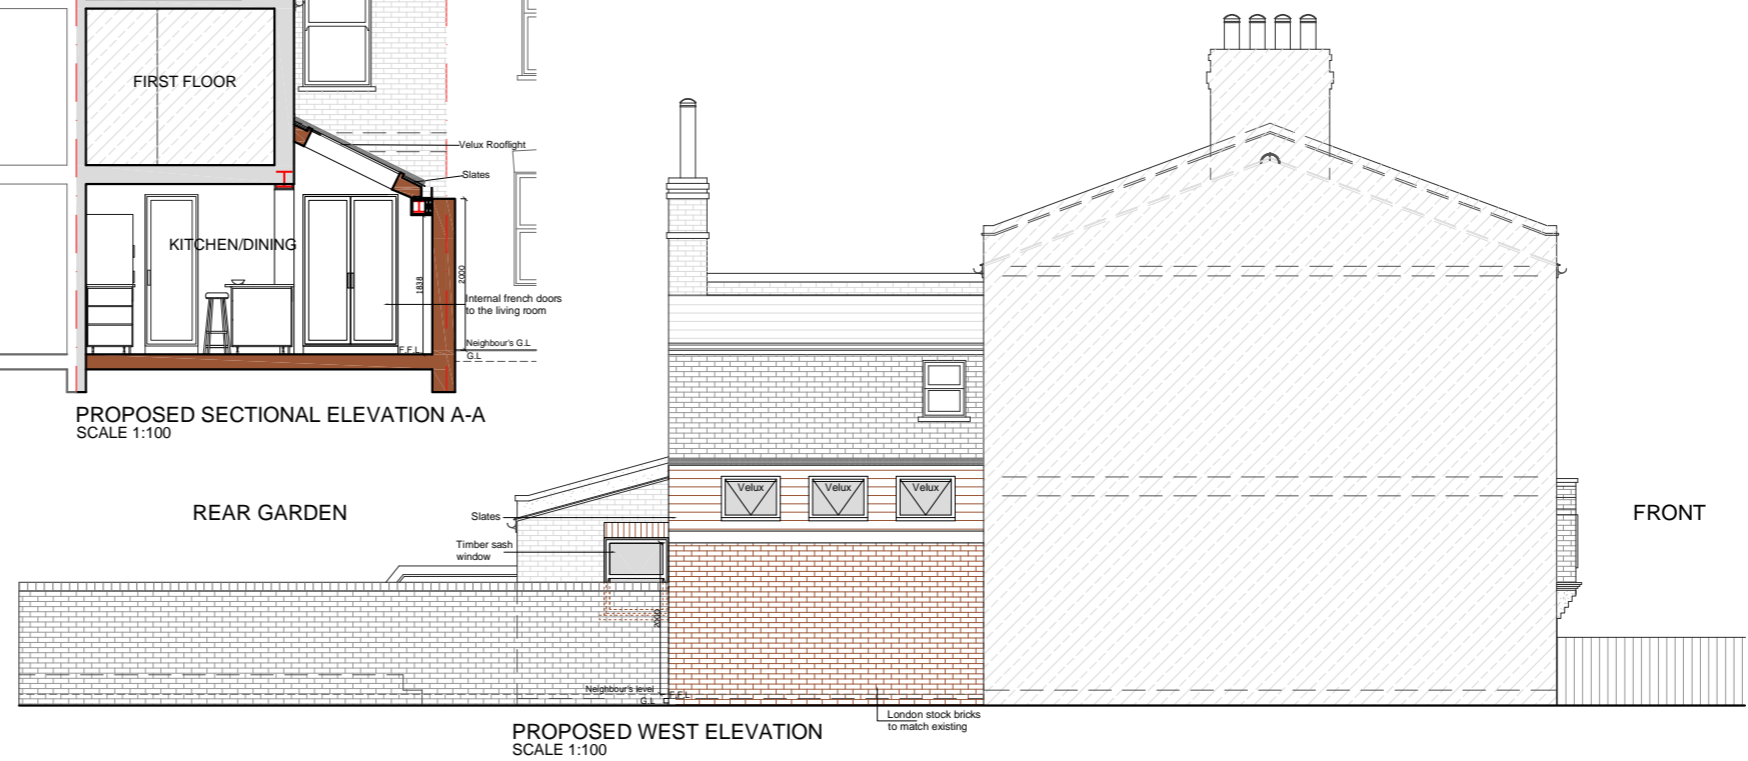 FIRST FLOOR
Velux Rooflight
Slates
KITCHEN/DINING
1838
2000
Internal french doors
to the living room
F.F.L
Neighbour's G.L
G.L
PROPOSED SECTIONAL ELEVATION A-A
SCALE 1:100
REAR GARDEN
Velux
Velux
Velux
Slates
FRONT
Timber sash
window
2000
Neighbour's level
F.F.L
G.L
London stock bricks
to match existing
PROPOSED WEST ELEVATION
SCALE 1:100